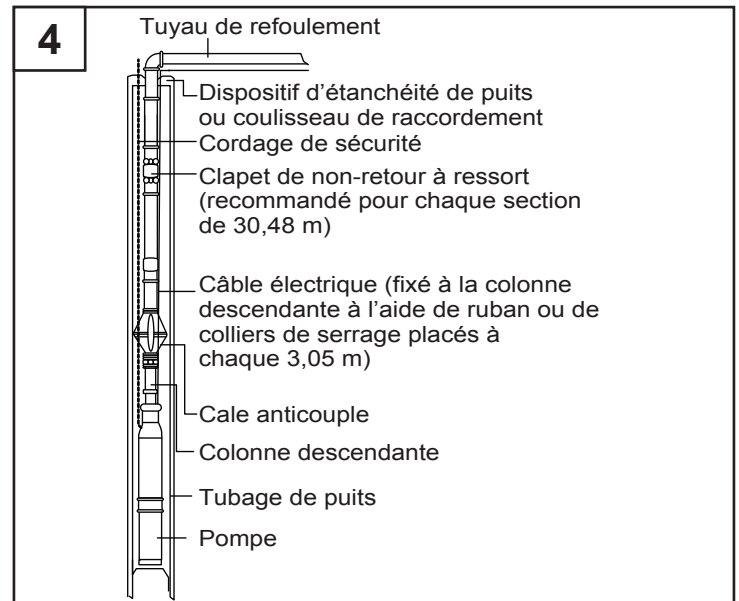 4
Tuyau de refoulement
Dispositif d’étanchéité de puits
ou coulisseau de raccordement
Cordage de sécurité
Clapet de non-retour à ressort
(recommandé pour chaque section
de 30,48 m)
Câble électrique (fixé à la colonne
descendante à l’aide de ruban ou de
colliers de serrage placés à
chaque 3,05 m)
Cale anticouple
Colonne descendante
Tubage de puits
Pompe